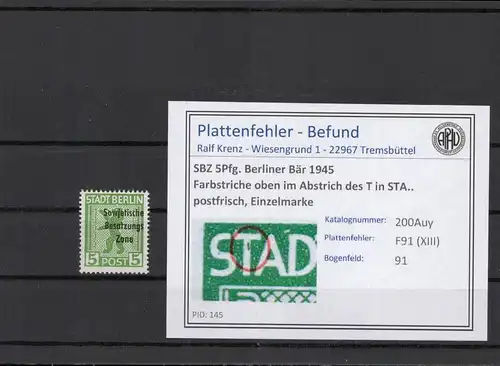 STADT BERLIN
Sowjetische
Besatzungs
Zone
5 POST 5
Plattenfehler - Befund
Ralf Krenz - Wiesengrund 1 - 22967 Tremsbüttel
SBZ 5Pfg. Berliner Bär 1945
Farbstriche oben im Abstrich des T in STA..
postfrisch, Einzelmarke
Katalognummer: 200Auy
Plattenfehler: F91 (XIII)
Bogenfeld: 91
STAD
PID: 145